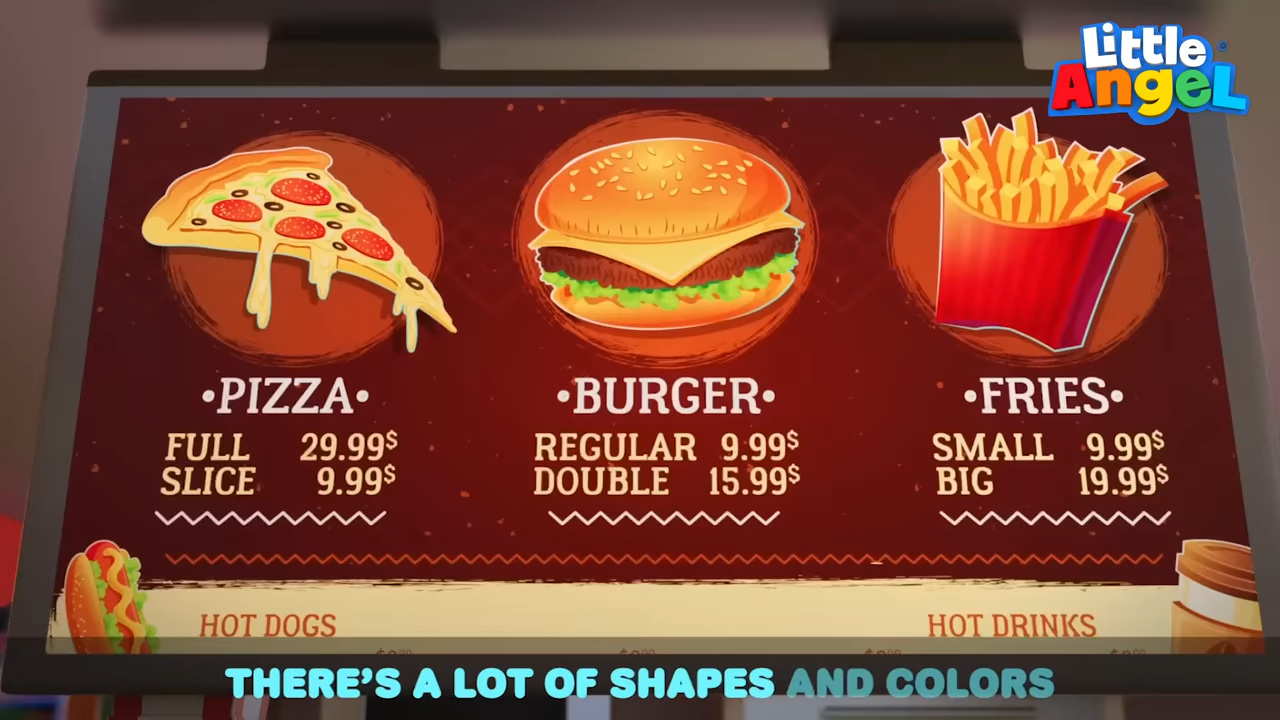 Little
Angel
•PIZZA•
FULL 29.99$
SLICE 9.99$
•BURGER•
REGULAR 9.99$
DOUBLE 15.99$
•FRIES•
SMALL 9.99$
BIG 19.99$
HOT DOGS
HOT DRINKS
THERE'S A LOT OF SHAPES AND COLORS